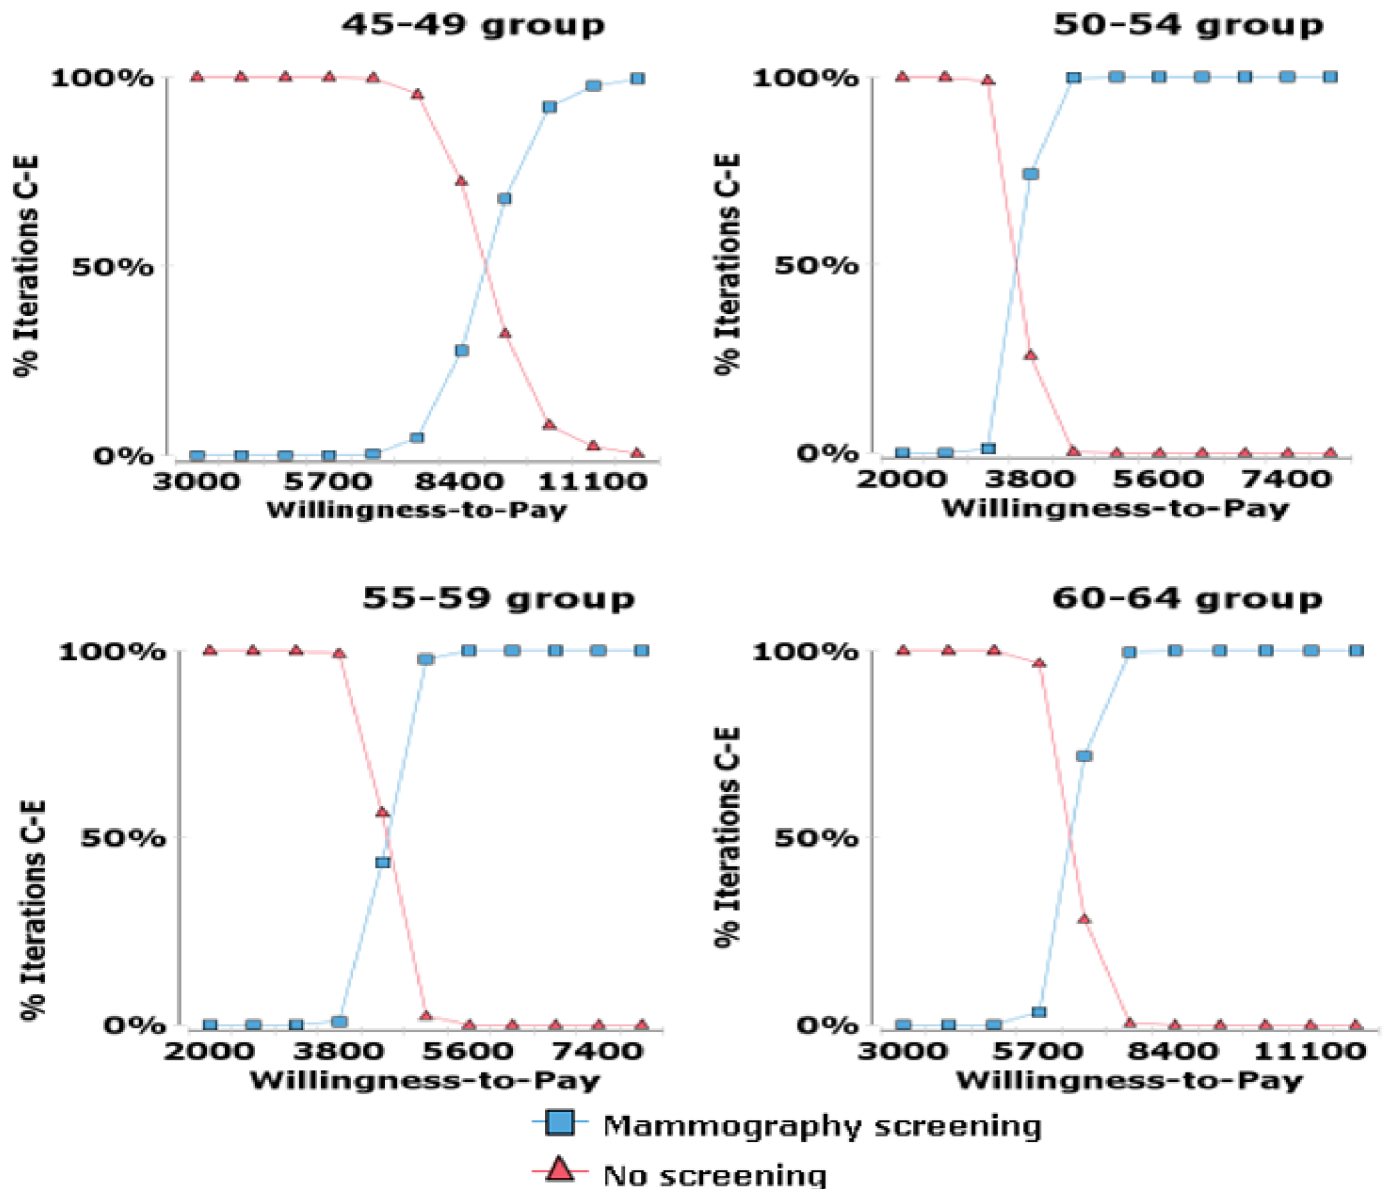 45-49 group
100%
50%
0%
% Iterations C-E
3000 5700 8400 11100
Willingness-to-Pay
50-54 group
100%
50%
0%
% Iterations C-E
2000 3800 5600 7400
Willingness-to-Pay
55-59 group
100%
50%
0%
% Iterations C-E
2000 3800 5600 7400
Willingness-to-Pay
60-64 group
100%
50%
0%
% Iterations C-E
3000 5700 8400 11100
Willingness-to-Pay
Mammography screening
No screening